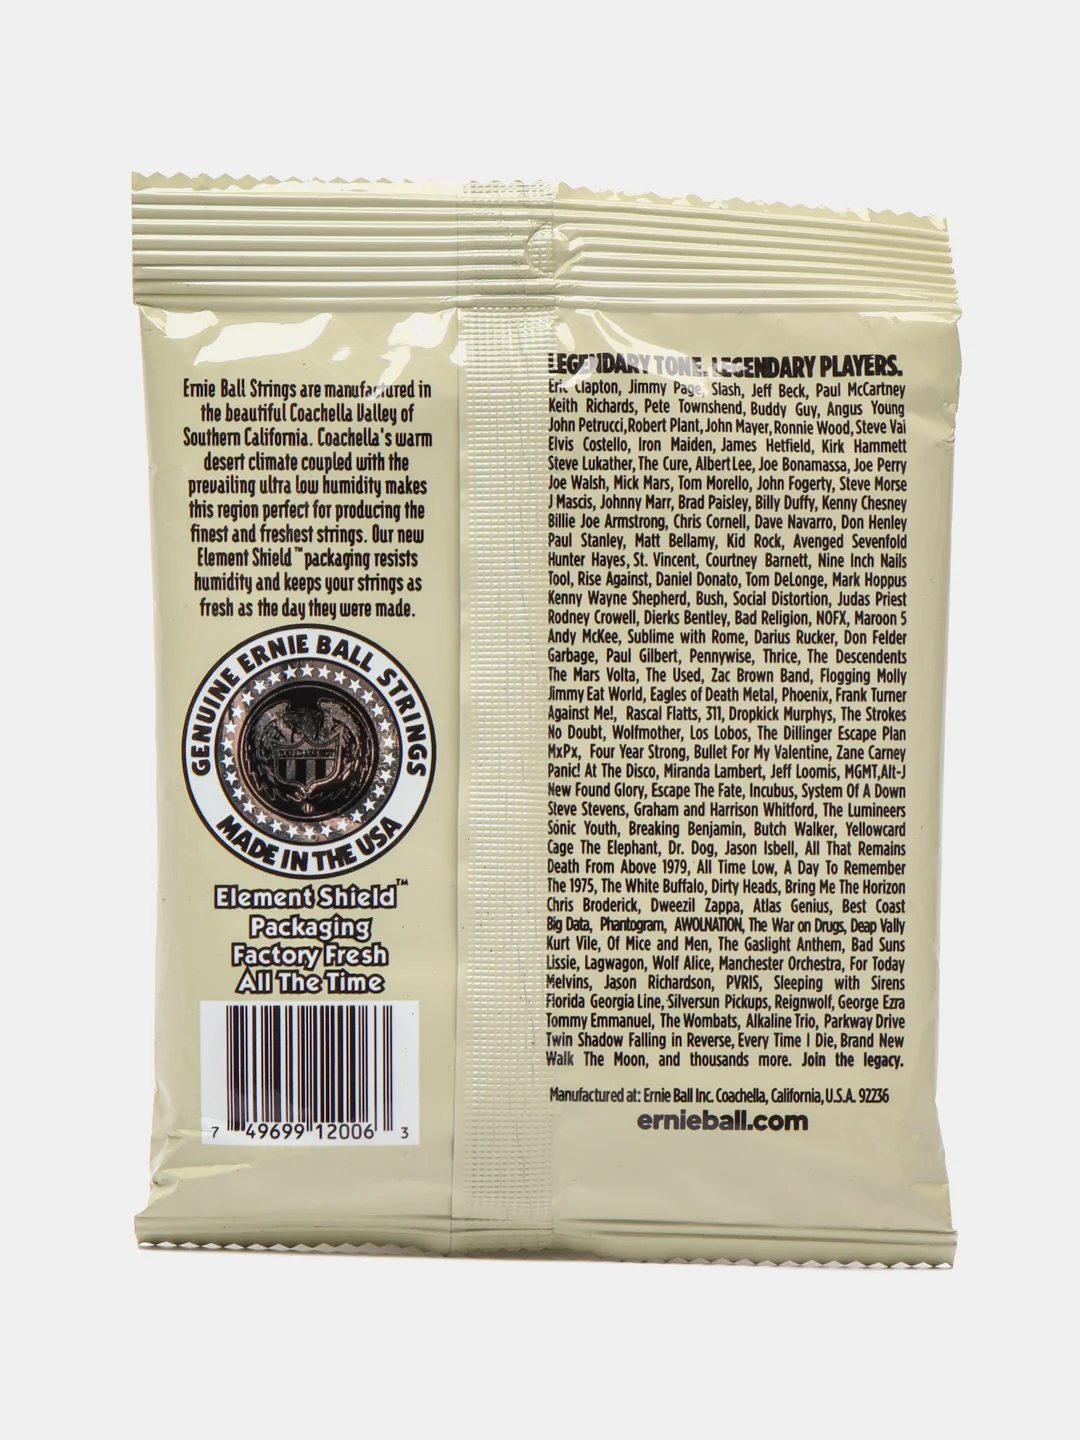 Ernie Ball Strings are manufactured in
the beautiful Coachella Valley of
Southern California. Coachella's warm
desert climate coupled with the
prevailing ultra low humidity makes
this region perfect for producing the
finest and freshest strings. Our new
Element Shield™ packaging resists
humidity and keeps your strings as
fresh as the day they were made.
GENUINE ERNIE BALL STRINGS
MADE IN THE USA
Element Shield™
Packaging
Factory Fresh
All The Time
7 49699 12006 3
LEGENDARY TONE. LEGENDARY PLAYERS.
Eric Clapton, Jimmy Page, Slash, Jeff Beck, Paul McCartney
Keith Richards, Pete Townshend, Buddy Guy, Angus Young
John Petrucci, Robert Plant, John Mayer, Ronnie Wood, Steve Vai
Elvis Costello, Iron Maiden, James Hetfield, Kirk Hammett
Steve Lukather, The Cure, Albert Lee, Joe Bonamassa, Joe Perry
Joe Walsh, Mick Mars, Tom Morello, John Fogerty, Steve Morse
J Mascis, Johnny Marr, Brad Paisley, Billy Duffy, Kenny Chesney
Billie Joe Armstrong, Chris Cornell, Dave Navarro, Don Henley
Paul Stanley, Matt Bellamy, Kid Rock, Avenged Sevenfold
Hunter Hayes, St. Vincent, Courtney Barnett, Nine Inch Nails
Tool, Rise Against, Daniel Donato, Tom DeLonge, Mark Hoppus
Kenny Wayne Shepherd, Bush, Social Distortion, Judas Priest
Rodney Crowell, Dierks Bentley, Bad Religion, NOFX, Maroon 5
Andy McKee, Sublime with Rome, Darius Rucker, Don Felder
Garbage, Paul Gilbert, Pennywise, Thrice, The Descendents
The Mars Volta, The Used, Zac Brown Band, Flogging Molly
Jimmy Eat World, Eagles of Death Metal, Phoenix, Frank Turner
Against Me!, Rascal Flatts, 311, Dropkick Murphys, The Strokes
No Doubt, Wolfmother, Los Lobos, The Dillinger Escape Plan
MxPx, Four Year Strong, Bullet For My Valentine, Zane Carney
Panic! At The Disco, Miranda Lambert, Jeff Loomis, MGMT, Alt-J
New Found Glory, Escape The Fate, Incubus, System Of A Down
Steve Stevens, Graham and Harrison Whitford, The Lumineers
Sonic Youth, Breaking Benjamin, Butch Walker, Yellowcard
Cage The Elephant, Dr. Dog, Jason Isbell, All That Remains
Death From Above 1979, All Time Low, A Day To Remember
The 1975, The White Buffalo, Dirty Heads, Bring Me The Horizon
Chris Broderick, Dweezil Zappa, Atlas Genius, Best Coast
Big Data, Phantogram, AWOLNATION, The War on Drugs, Deap Vally
Kurt Vile, Of Mice and Men, The Gaslight Anthem, Bad Suns
Lissie, Lagwagon, Wolf Alice, Manchester Orchestra, For Today
Melvins, Jason Richardson, PVRIS, Sleeping with Sirens
Florida Georgia Line, Silversun Pickups, Reignwolf, George Ezra
Tommy Emmanuel, The Wombats, Alkaline Trio, Parkway Drive
Twin Shadow Falling in Reverse, Every Time I Die, Brand New
Walk The Moon, and thousands more. Join the legacy.
Manufactured at: Ernie Ball Inc. Coachella, California, U.S.A. 92236
ernieball.com